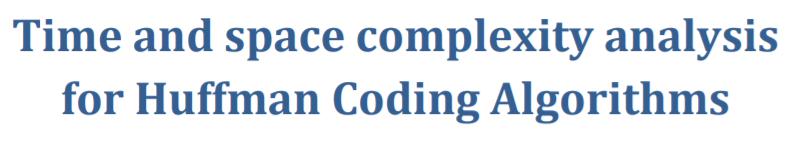 Time and space complexity analysis
for Huffman Coding Algorithms